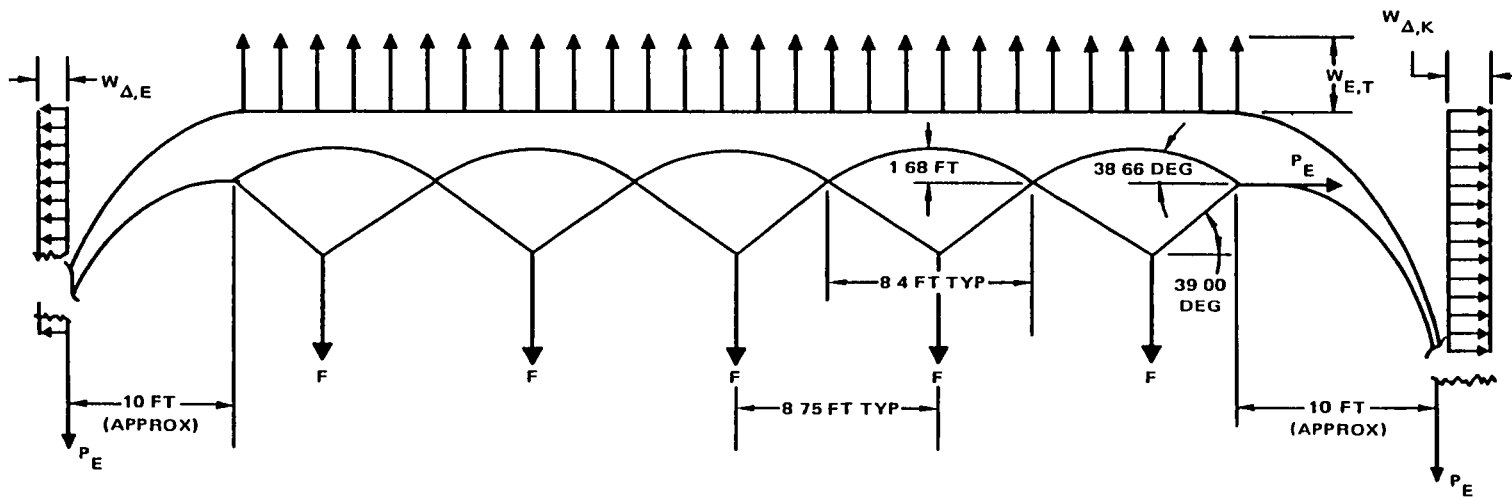 W Δ,E
W E,T
W Δ,K
1 68 FT
38 66 DEG
P E
8 4 FT TYP
39 00
DEG
F
F
F
F
F
8 75 FT TYP
10 FT
(APPROX)
P E
10 FT
(APPROX)
P E